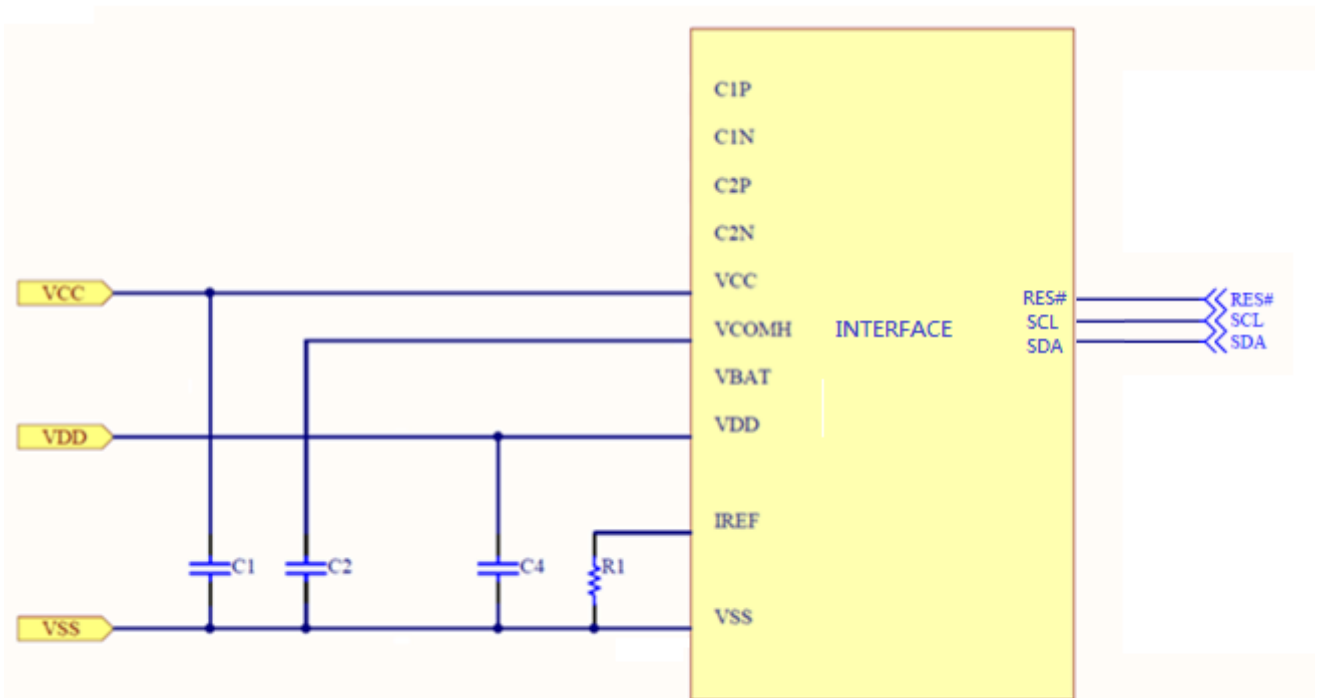 C1P
C1N
C2P
C2N
VCC VCC
RES# RES#
VCOMH INTERFACE SCL SCL
SDA SDA
VBAT
VDD VDD
IREF
C1 C2 C4 R1
VSS VSS